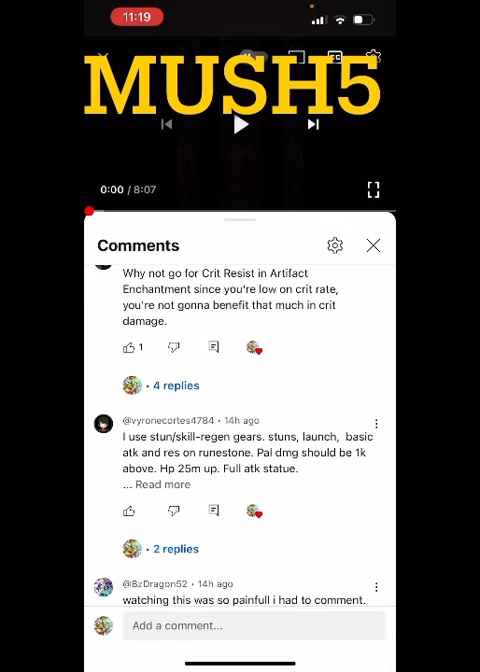 11:19
MUSH5
0:00 / 8:07
Comments
Why not go for Crit Resist in Artifact
Enchantment since you're low on crit rate,
you're not gonna benefit that much in crit
damage.
1
• 4 replies
@vyronecortes4784 • 14h ago
I use stun/skill-regen gears. stuns, launch, basic
atk and res on runestone. Pal dmg should be 1k
above. Hp 25m up. Full atk statue.
... Read more
• 2 replies
@BzDragon52 • 14h ago
watching this was so painfull i had to comment.
Add a comment...